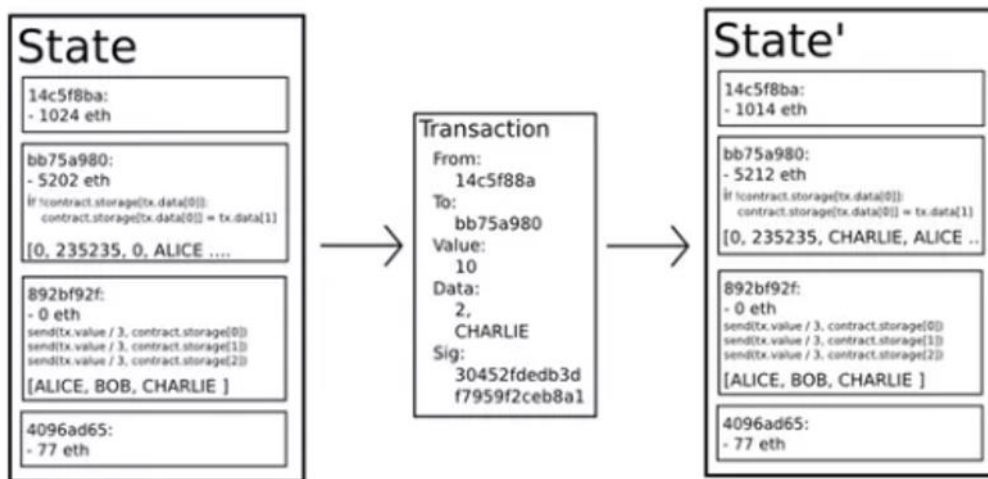 State
14c5f8ba:
- 1024 eth
bb75a980:
- 5202 eth
if !contract.storage[tx.data[0]]:
contract.storage[tx.data[0]] = tx.data[1]
[0, 235235, 0, ALICE ....
892bf92f:
- 0 eth
send(tx.value / 3, contract.storage[0])
send(tx.value / 3, contract.storage[1])
send(tx.value / 3, contract.storage[2])
[ALICE, BOB, CHARLIE ]
4096ad65:
- 77 eth
Transaction
From:
14c5f88a
To:
bb75a980
Value:
10
Data:
2,
CHARLIE
Sig:
30452fdedb3d
f7959f2ceb8a1
State'
14c5f8ba:
- 1014 eth
bb75a980:
- 5212 eth
if !contract.storage[tx.data[0]]:
contract.storage[tx.data[0]] = tx.data[1]
[0, 235235, CHARLIE, ALICE ..
892bf92f:
- 0 eth
send(tx.value / 3, contract.storage[0])
send(tx.value / 3, contract.storage[1])
send(tx.value / 3, contract.storage[2])
[ALICE, BOB, CHARLIE ]
4096ad65:
- 77 eth